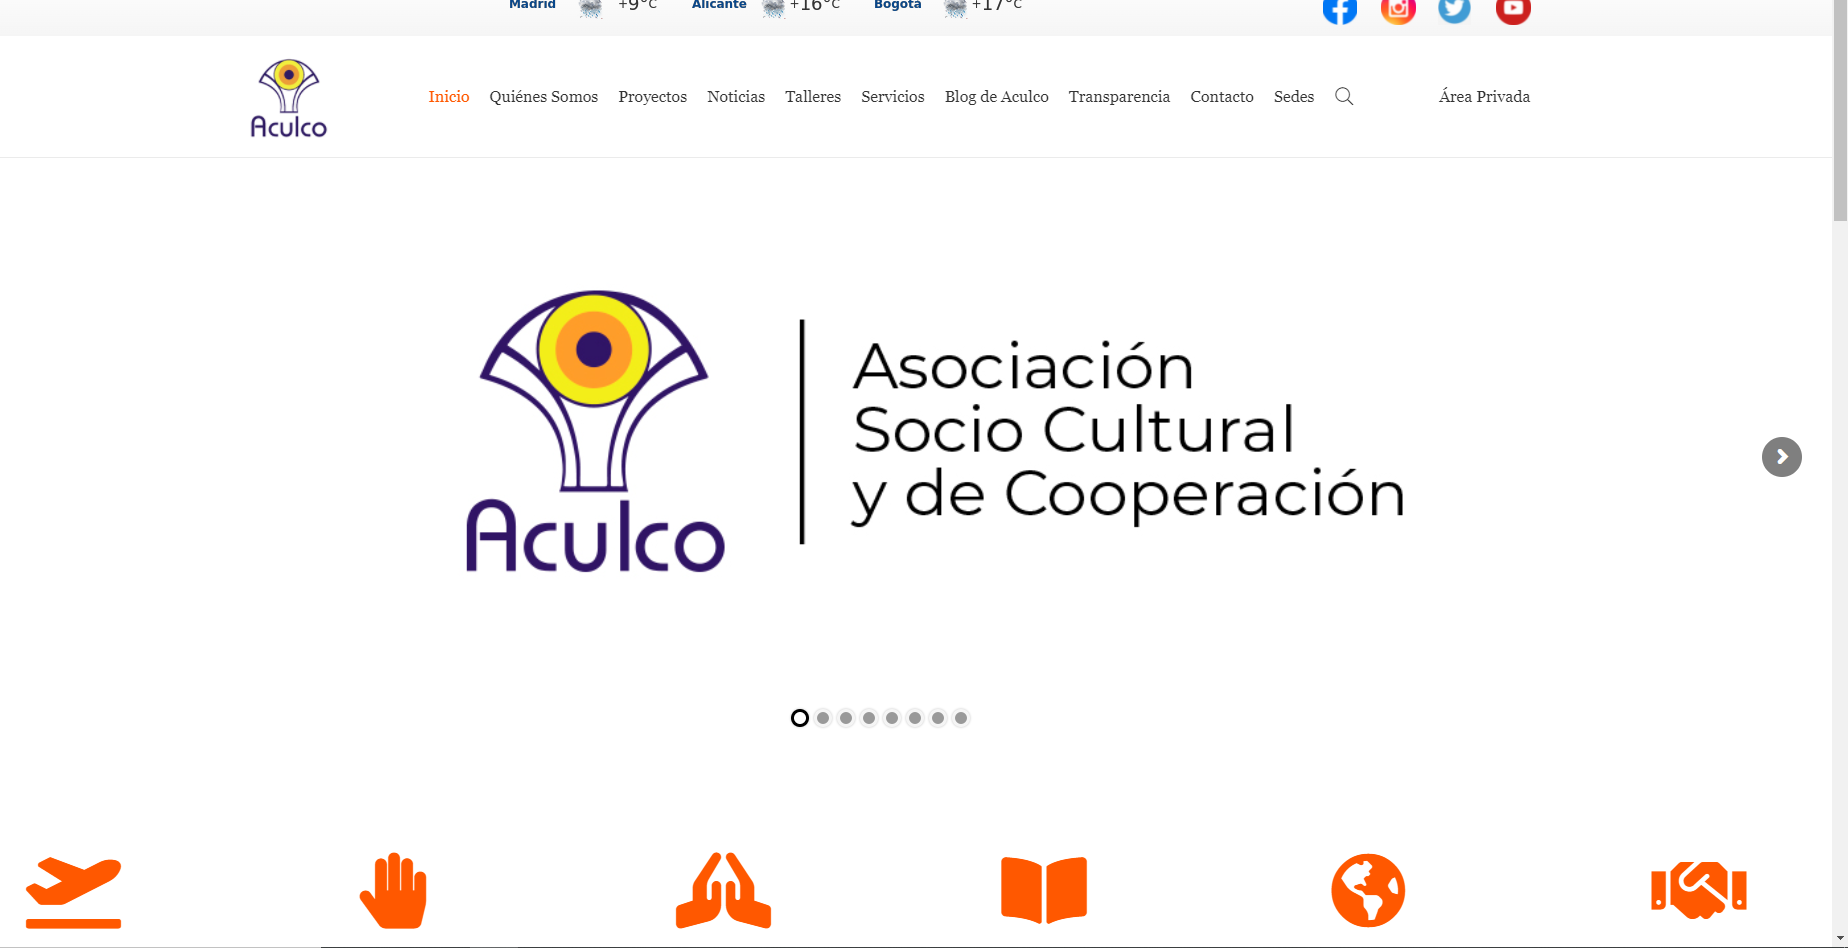 Madrid +9°C Alicante +16°C Bogotá +17°C
Aculco
Inicio Quiénes Somos Proyectos Noticias Talleres Servicios Blog de Aculco Transparencia Contacto Sedes Área Privada
Aculco
Asociación
Socio Cultural
y de Cooperación